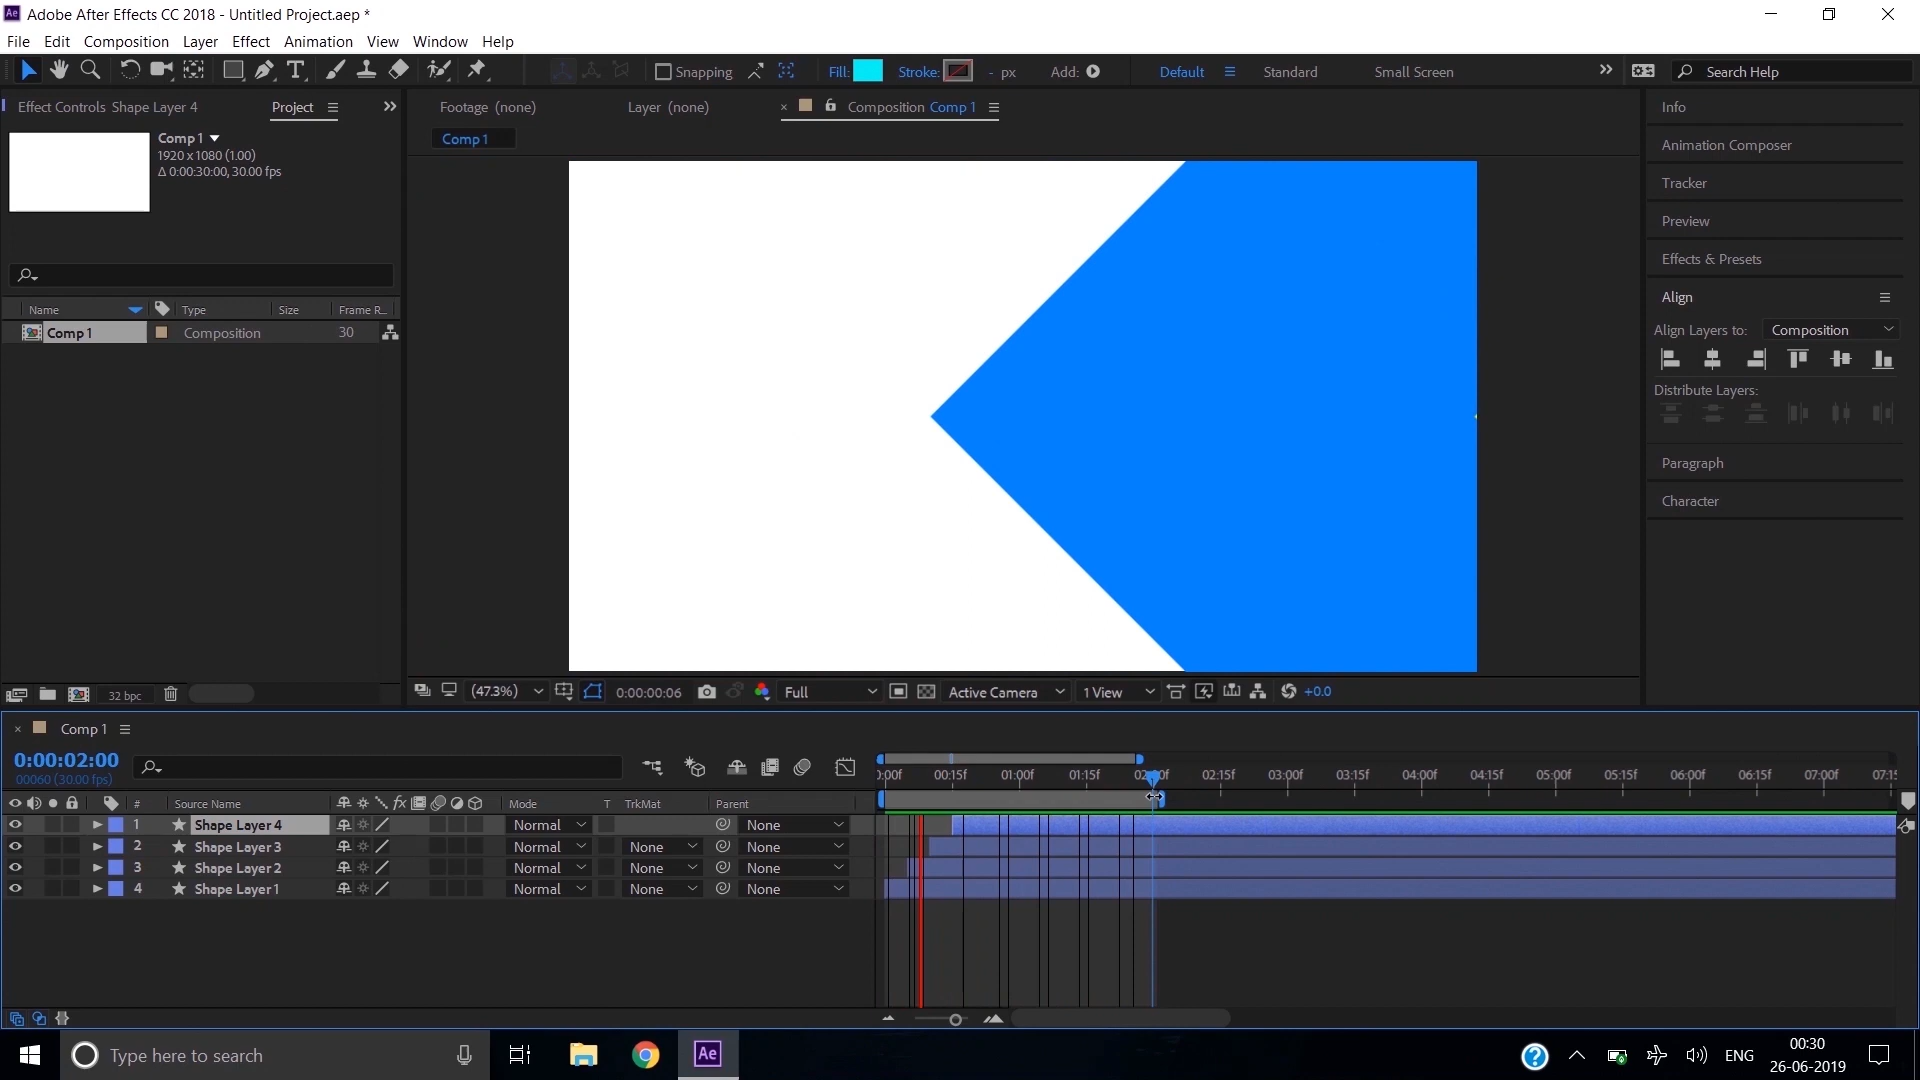 Ae Adobe After Effects CC 2018 - Untitled Project.aep *
File Edit Composition Layer Effect Animation View Window Help
T Snapping Fill: Stroke: - px Add: Default Standard Small Screen Search Help
Effect Controls Shape Layer 4 Project Footage (none) Layer (none) Composition Comp 1 Info
Comp 1
1920 x 1080 (1.00)
Δ 0:00:30:00, 30.00 fps
Comp 1
Animation Composer
Tracker
Preview
Effects & Presets
Align
Align Layers to: Composition
Distribute Layers:
Paragraph
Character
Name Type Size Frame R...
Comp 1 Composition 30
32 bpc
(47.3%) 0:00:00:06 Full Active Camera 1 View +0.0
Comp 1
0:00:02:00
00060 (30.00 fps)
):00f 00:15f 01:00f 01:15f 02:00f 02:15f 03:00f 03:15f 04:00f 04:15f 05:00f 05:15f 06:00f 06:15f 07:00f 07:15
# Source Name fx Mode T TrkMat Parent
1 Shape Layer 4 Normal None
2 Shape Layer 3 Normal None None
3 Shape Layer 2 Normal None None
4 Shape Layer 1 Normal None None
Type here to search Ae ENG 00:30
26-06-2019